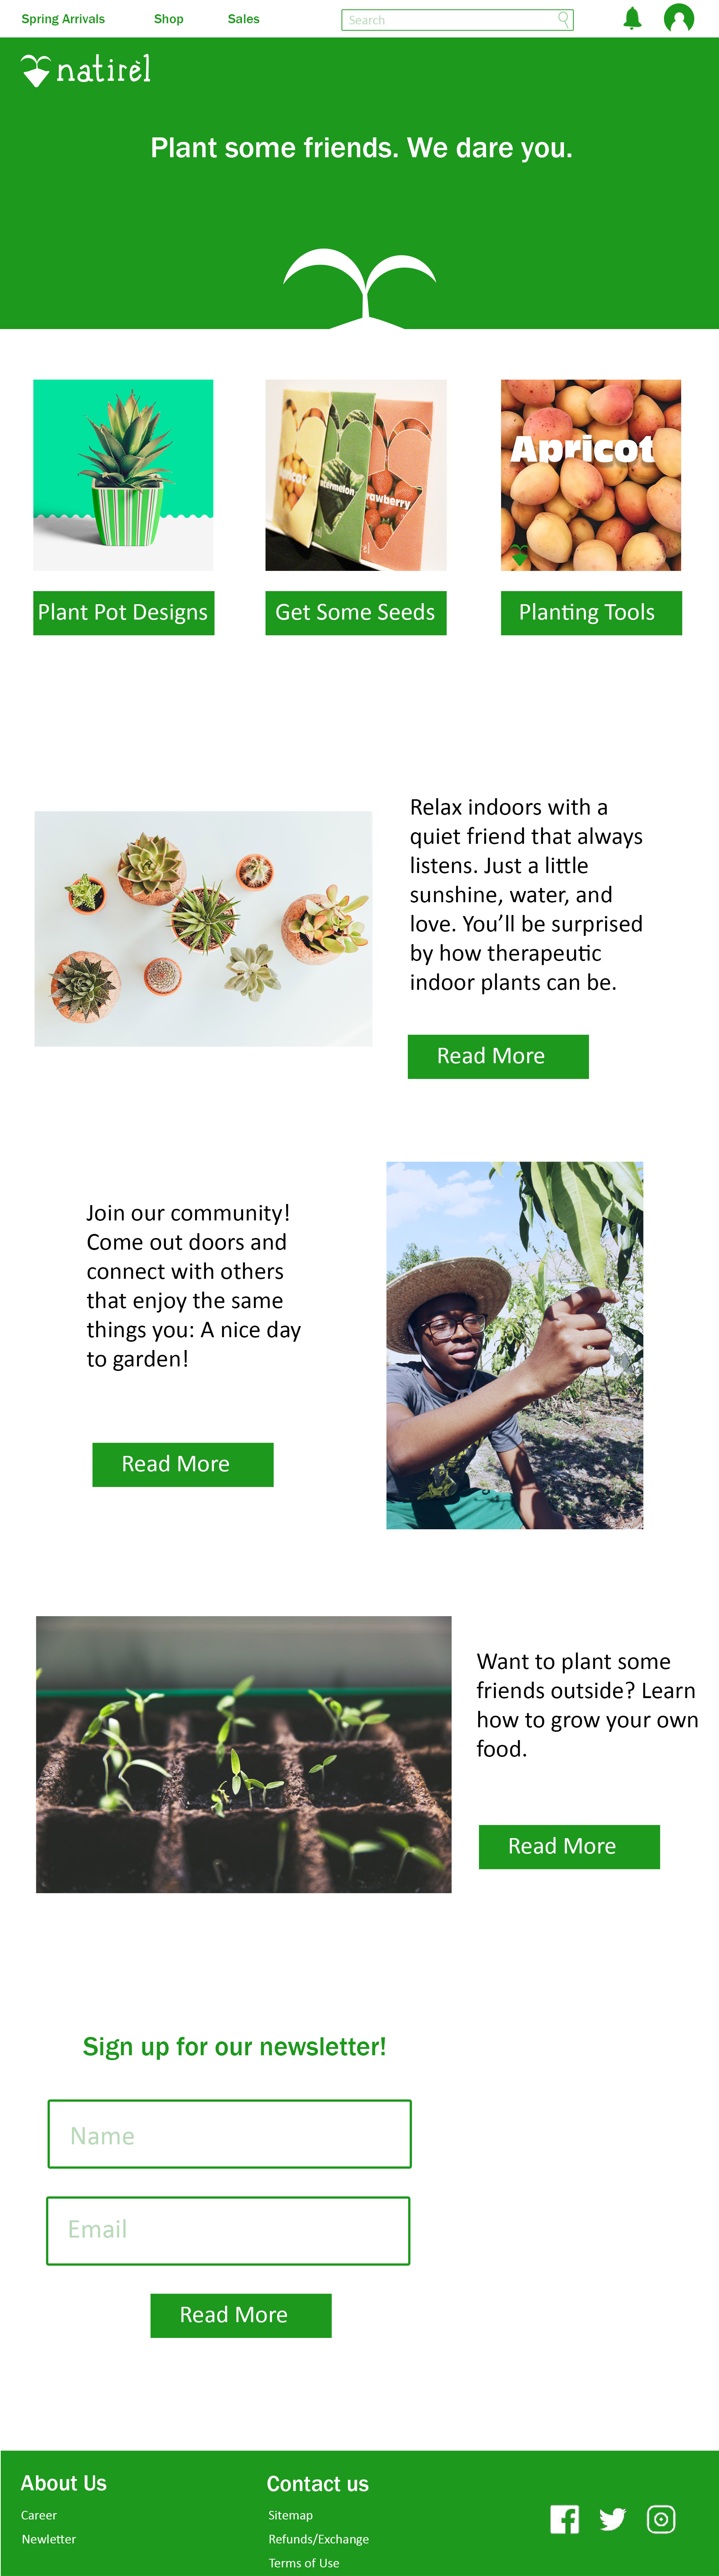 Spring Arrivals Shop Sales Search
natirèl
Plant some friends. We dare you.
Apricot
Plant Pot Designs Get Some Seeds Planting Tools
Relax indoors with a
quiet friend that always
listens. Just a little
sunshine, water, and
love. You’ll be surprised
by how therapeutic
indoor plants can be.
Read More
Join our community!
Come out doors and
connect with others
that enjoy the same
things you: A nice day
to garden!
Read More
Want to plant some
friends outside? Learn
how to grow your own
food.
Read More
Sign up for our newsletter!
Name
Email
Read More
About Us Contact us
Career Sitemap
Newletter Refunds/Exchange
Terms of Use